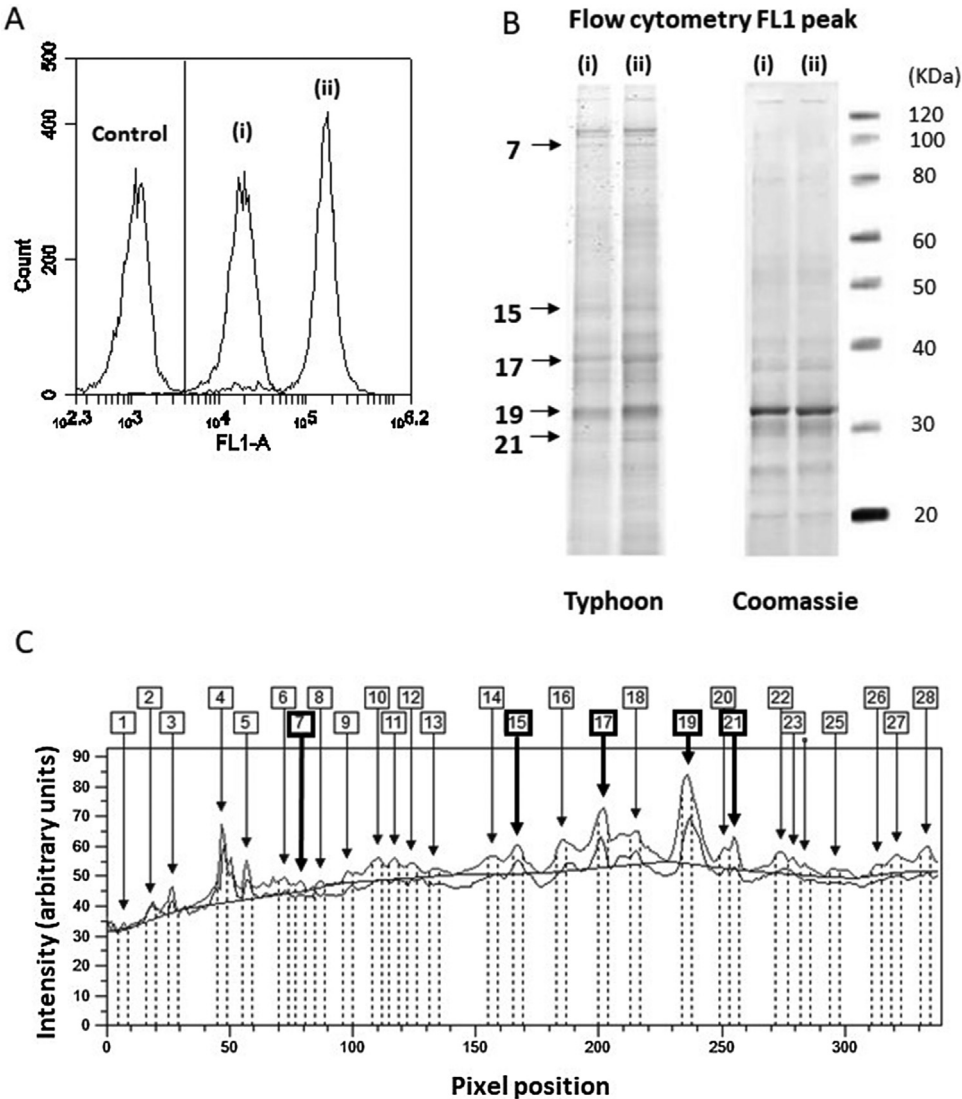 A
500
400
200
0
Count
Control
(i)
(ii)
10^2.3 10^3 10^4 10^5 10^6.2
FL1-A
B
Flow cytometry FL1 peak
(i) (ii) (i) (ii)
(KDa)
7
15
17
19
21
120
100
80
60
50
40
30
20
Typhoon Coomassie
C
2 4 6 8 10 12 14 16 18 20 22 26 28
1 3 5 7 9 11 13 15 17 19 21 23 25 27
90
80
70
60
50
40
30
20
10
0
Intensity (arbitrary units)
0 50 100 150 200 250 300
Pixel position